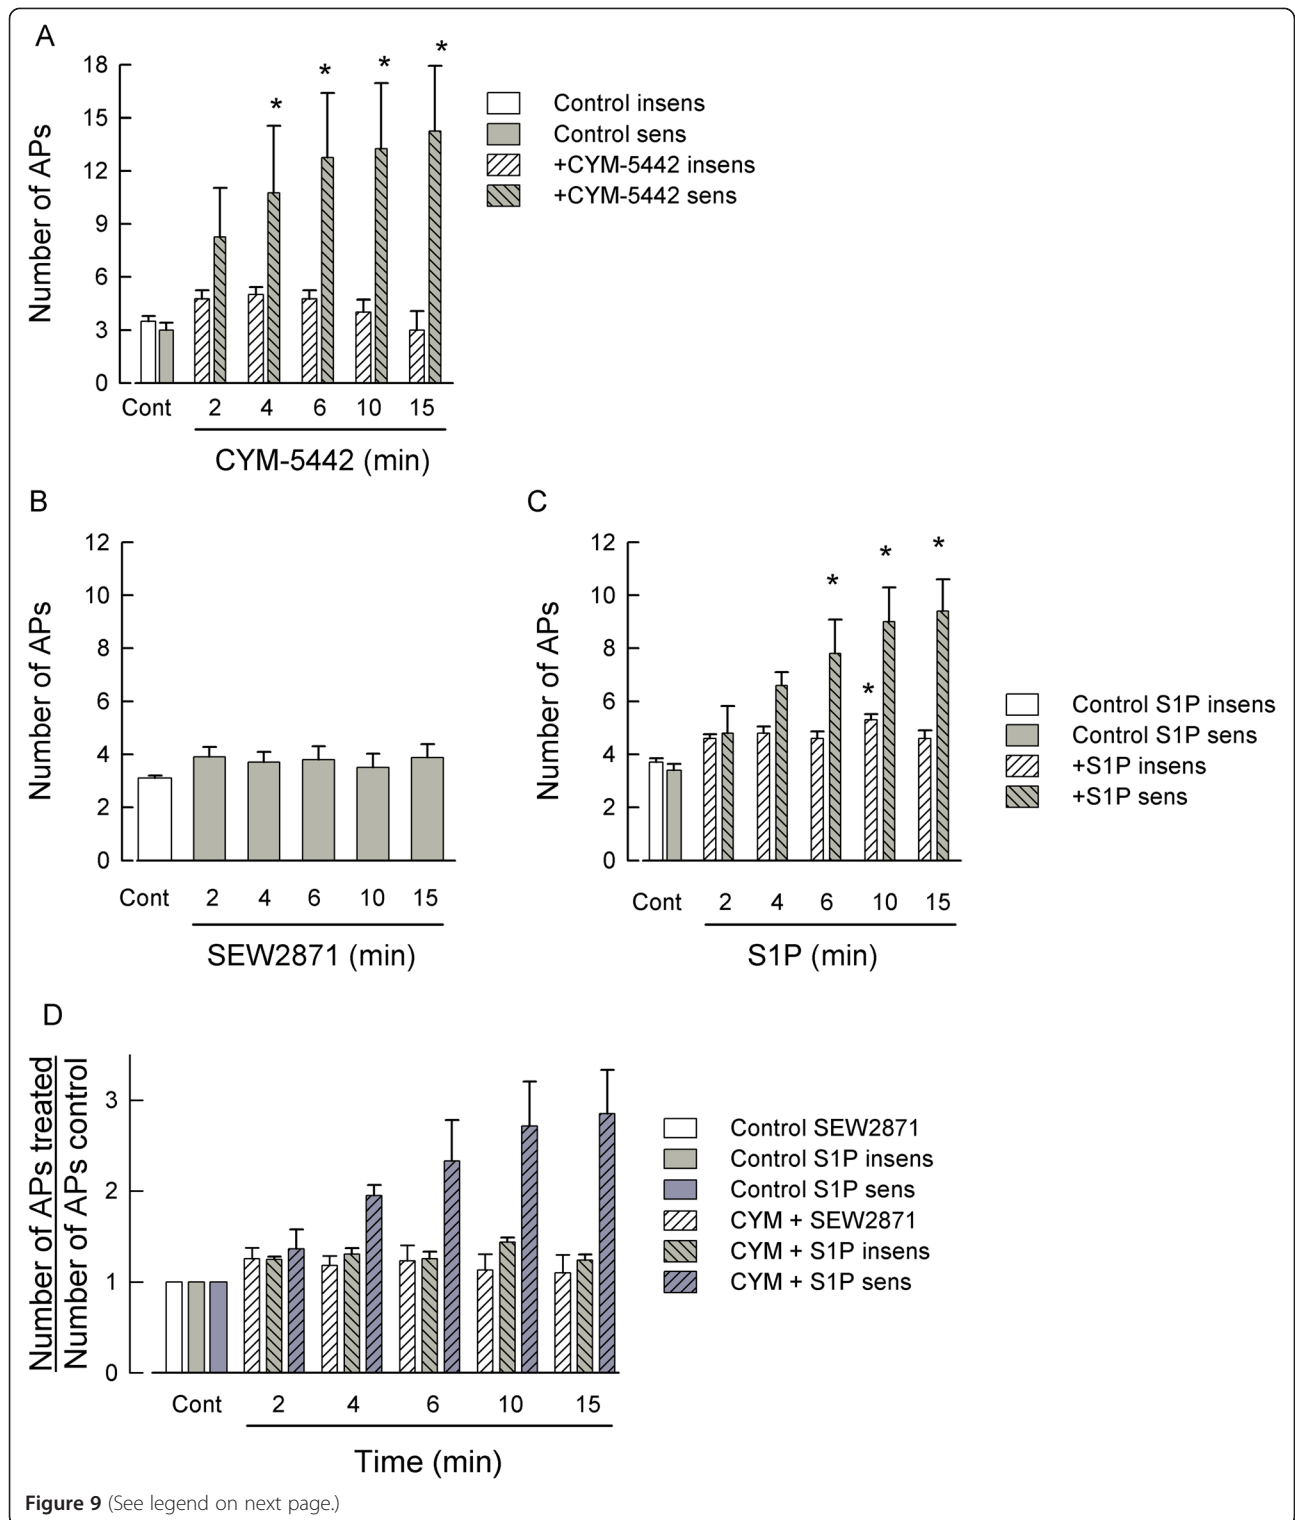 A
Number of APs
18
15
12
9
6
3
0
* * * *
Cont 2 4 6 10 15
CYM-5442 (min)
Control insens
Control sens
+CYM-5442 insens
+CYM-5442 sens
B
Number of APs
12
10
8
6
4
2
0
Cont 2 4 6 10 15
SEW2871 (min)
C
Number of APs
12
10
8
6
4
2
0
* * * *
Cont 2 4 6 10 15
S1P (min)
Control S1P insens
Control S1P sens
+S1P insens
+S1P sens
D
Number of APs treated
Number of APs control
3
2
1
0
Cont 2 4 6 10 15
Time (min)
Control SEW2871
Control S1P insens
Control S1P sens
CYM + SEW2871
CYM + S1P insens
CYM + S1P sens
Figure 9 (See legend on next page.)